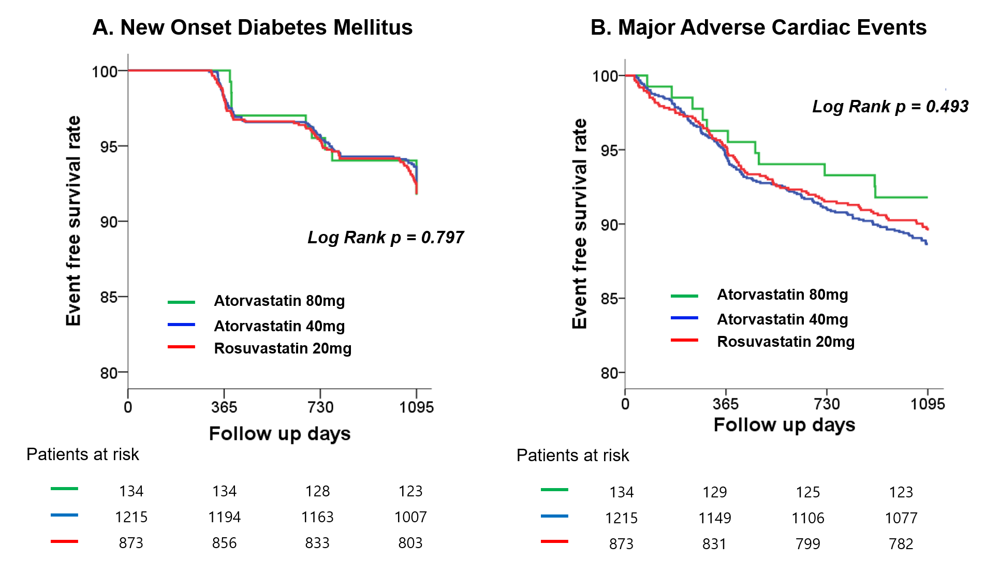 A. New Onset Diabetes Mellitus
100
95
90
85
80
Event free survival rate
Log Rank p = 0.797
Atorvastatin 80mg
Atorvastatin 40mg
Rosuvastatin 20mg
0 365 730 1095
Follow up days
Patients at risk
134 134 128 123
1215 1194 1163 1007
873 856 833 803
B. Major Adverse Cardiac Events
100
95
90
85
80
Event free survival rate
Log Rank p = 0.493
Atorvastatin 80mg
Atorvastatin 40mg
Rosuvastatin 20mg
0 365 730 1095
Follow up days
Patients at risk
134 129 125 123
1215 1149 1106 1077
873 831 799 782